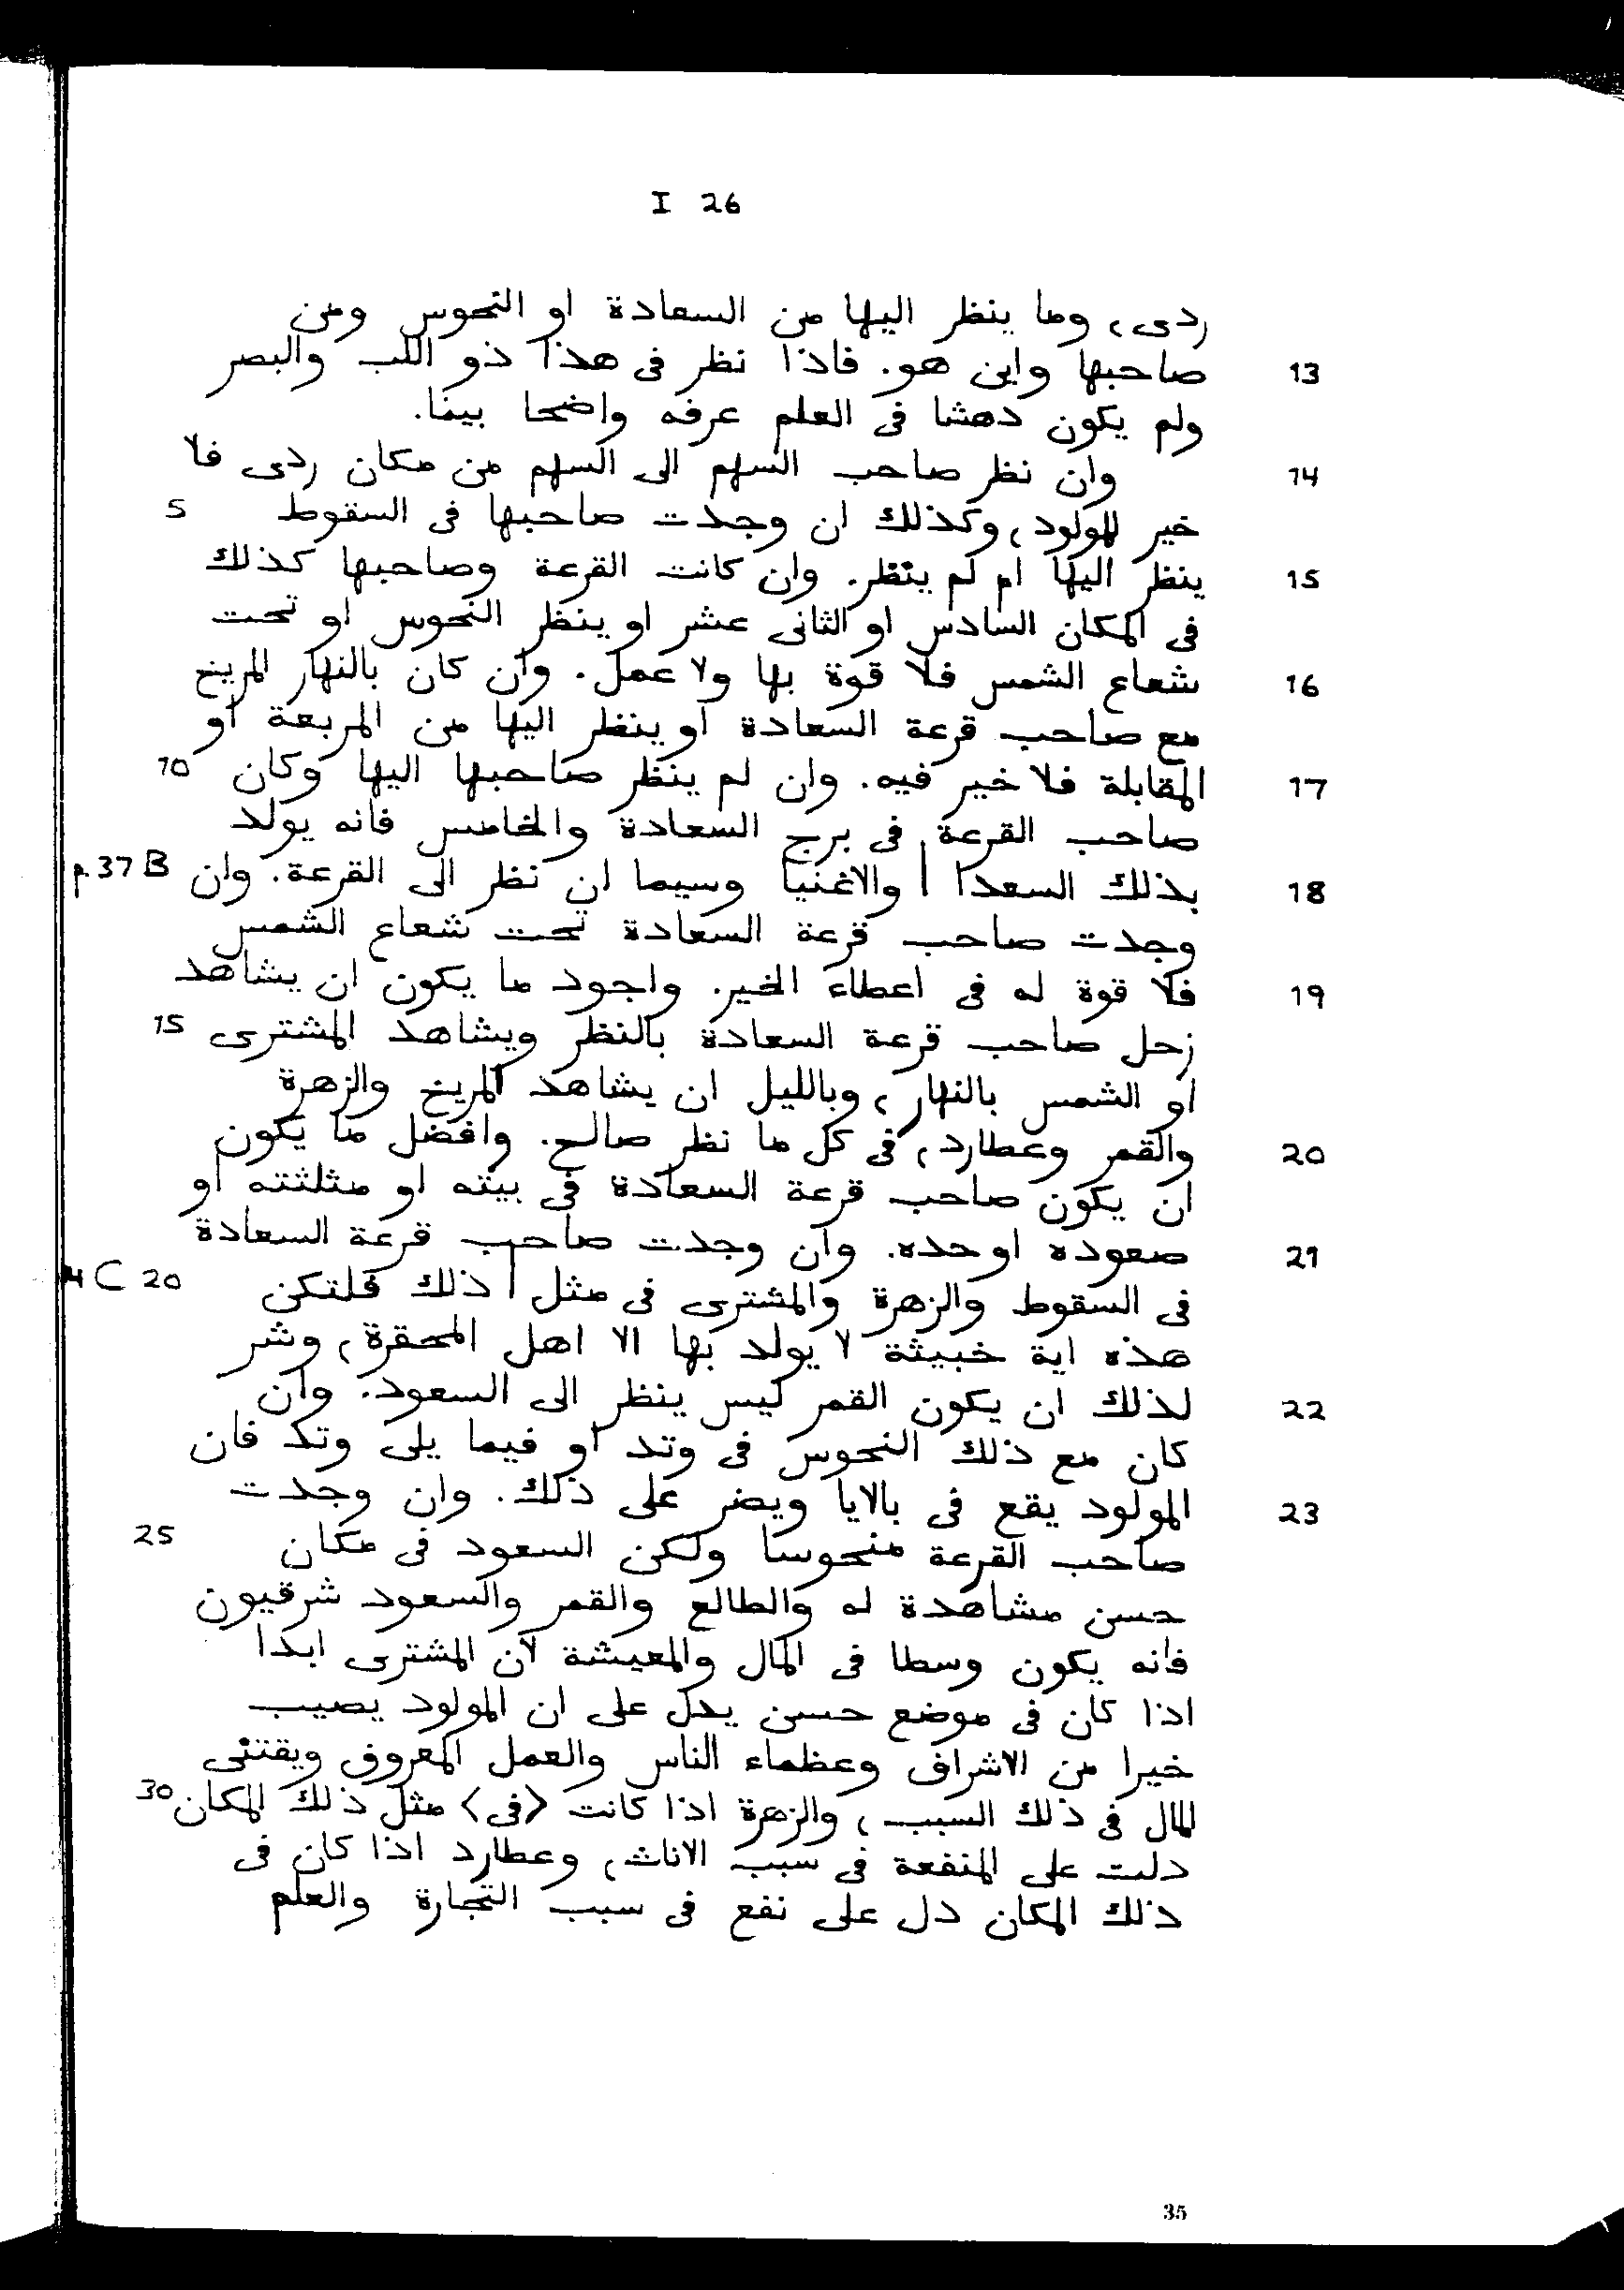 I 26
ردى، وما ينظر اليها من السعادة او النحوس ومن
13 صاحبها واين هو. فاذا نظر فى هذا ذو اللب والبصر
ولم يكون دهشا فى العلم عرفه واضحا بينا.
14 وان نظر صاحب السهم الى السهم من مكان ردى فلا
خير للمولود، وكذلك ان وجدت صاحبها فى السقوط 5
15 ينظر اليها ام لم ينظر. وان كانت القرعة وصاحبها كذلك
فى المكان السادس او الثانى عشر او ينظر النحوس او تحت
16 شعاع الشمس فلا قوة بها ولا عمل. وان كان بالنهار المريخ
مع صاحب قرعة السعادة او ينظر اليها من المربعة او
17 المقابلة فلا خير فيه. وان لم ينظر صاحبها اليها وكان 10
صاحب القرعة فى برج السعادة والخامس فانه يولد
18 بذلك السعدا | والاغنيا وسيما ان نظر الى القرعة. وان p.37 B
وجدت صاحب قرعة السعادة تحت شعاع الشمس
19 فلا قوة له فى اعطاء الخير. واجود ما يكون ان يشاهد
زحل صاحب قرعة السعادة بالنظر ويشاهد المشترى 15
او الشمس بالنهار، وبالليل ان يشاهد المريخ والزهرة
20 والقمر وعطارد، فى كل ما نظر صالح. وافضل ما يكون
ان يكون صاحب قرعة السعادة فى بيته او مثلثته او
21 صعوده او حده. وان وجدت صاحب قرعة السعادة
فى السقوط والزهرة والمشترى فى مثل | ذلك فلتكن 20 C
هذه اية خبيثة لا يولد بها الا اهل المحقرة، وشر
22 لذلك ان يكون القمر ليس ينظر الى السعود. وان
كان مع ذلك النحوس فى وتد او فيما يلى وتد فان
23 المولود يقع فى بالايا ويضر على ذلك. وان وجدت
صاحب القرعة منحوسا ولكن السعود فى مكان 25
حسن مشاهدة له والطالع والقمر والسعود شرقيون
فانه يكون وسطا فى المال والمعيشة لان المشترى ابدا
اذا كان فى موضع حسن يدل على ان المولود يصيب
خيرا من الاشراف وعظماء الناس والعمل المعروف ويقتنى
المال فى ذلك السبب، والزهرة اذا كانت <فى> مثل ذلك المكان 30
دلت على المنفعة فى سبب الاناث، وعطارد اذا كان فى
ذلك المكان دل على نفع فى سبب التجارة والعلم
35